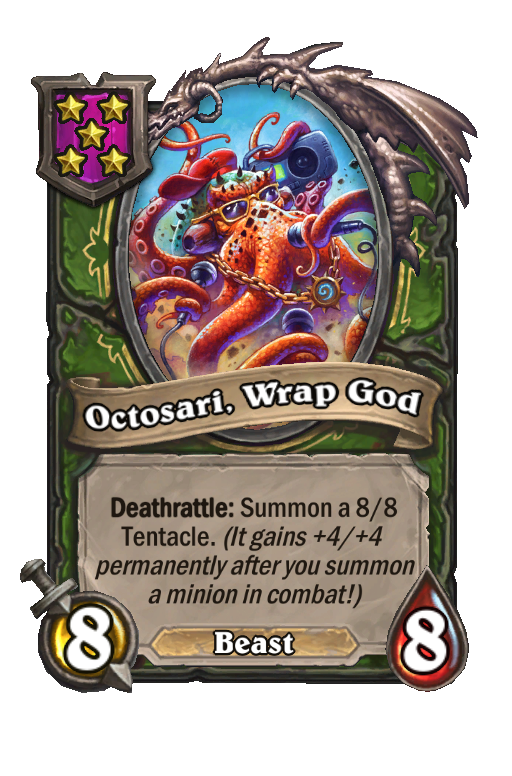 Octosari, Wrap God
Deathrattle: Summon a 8/8
Tentacle. (It gains +4/+4
permanently after you summon
a minion in combat!)
8
Beast
8